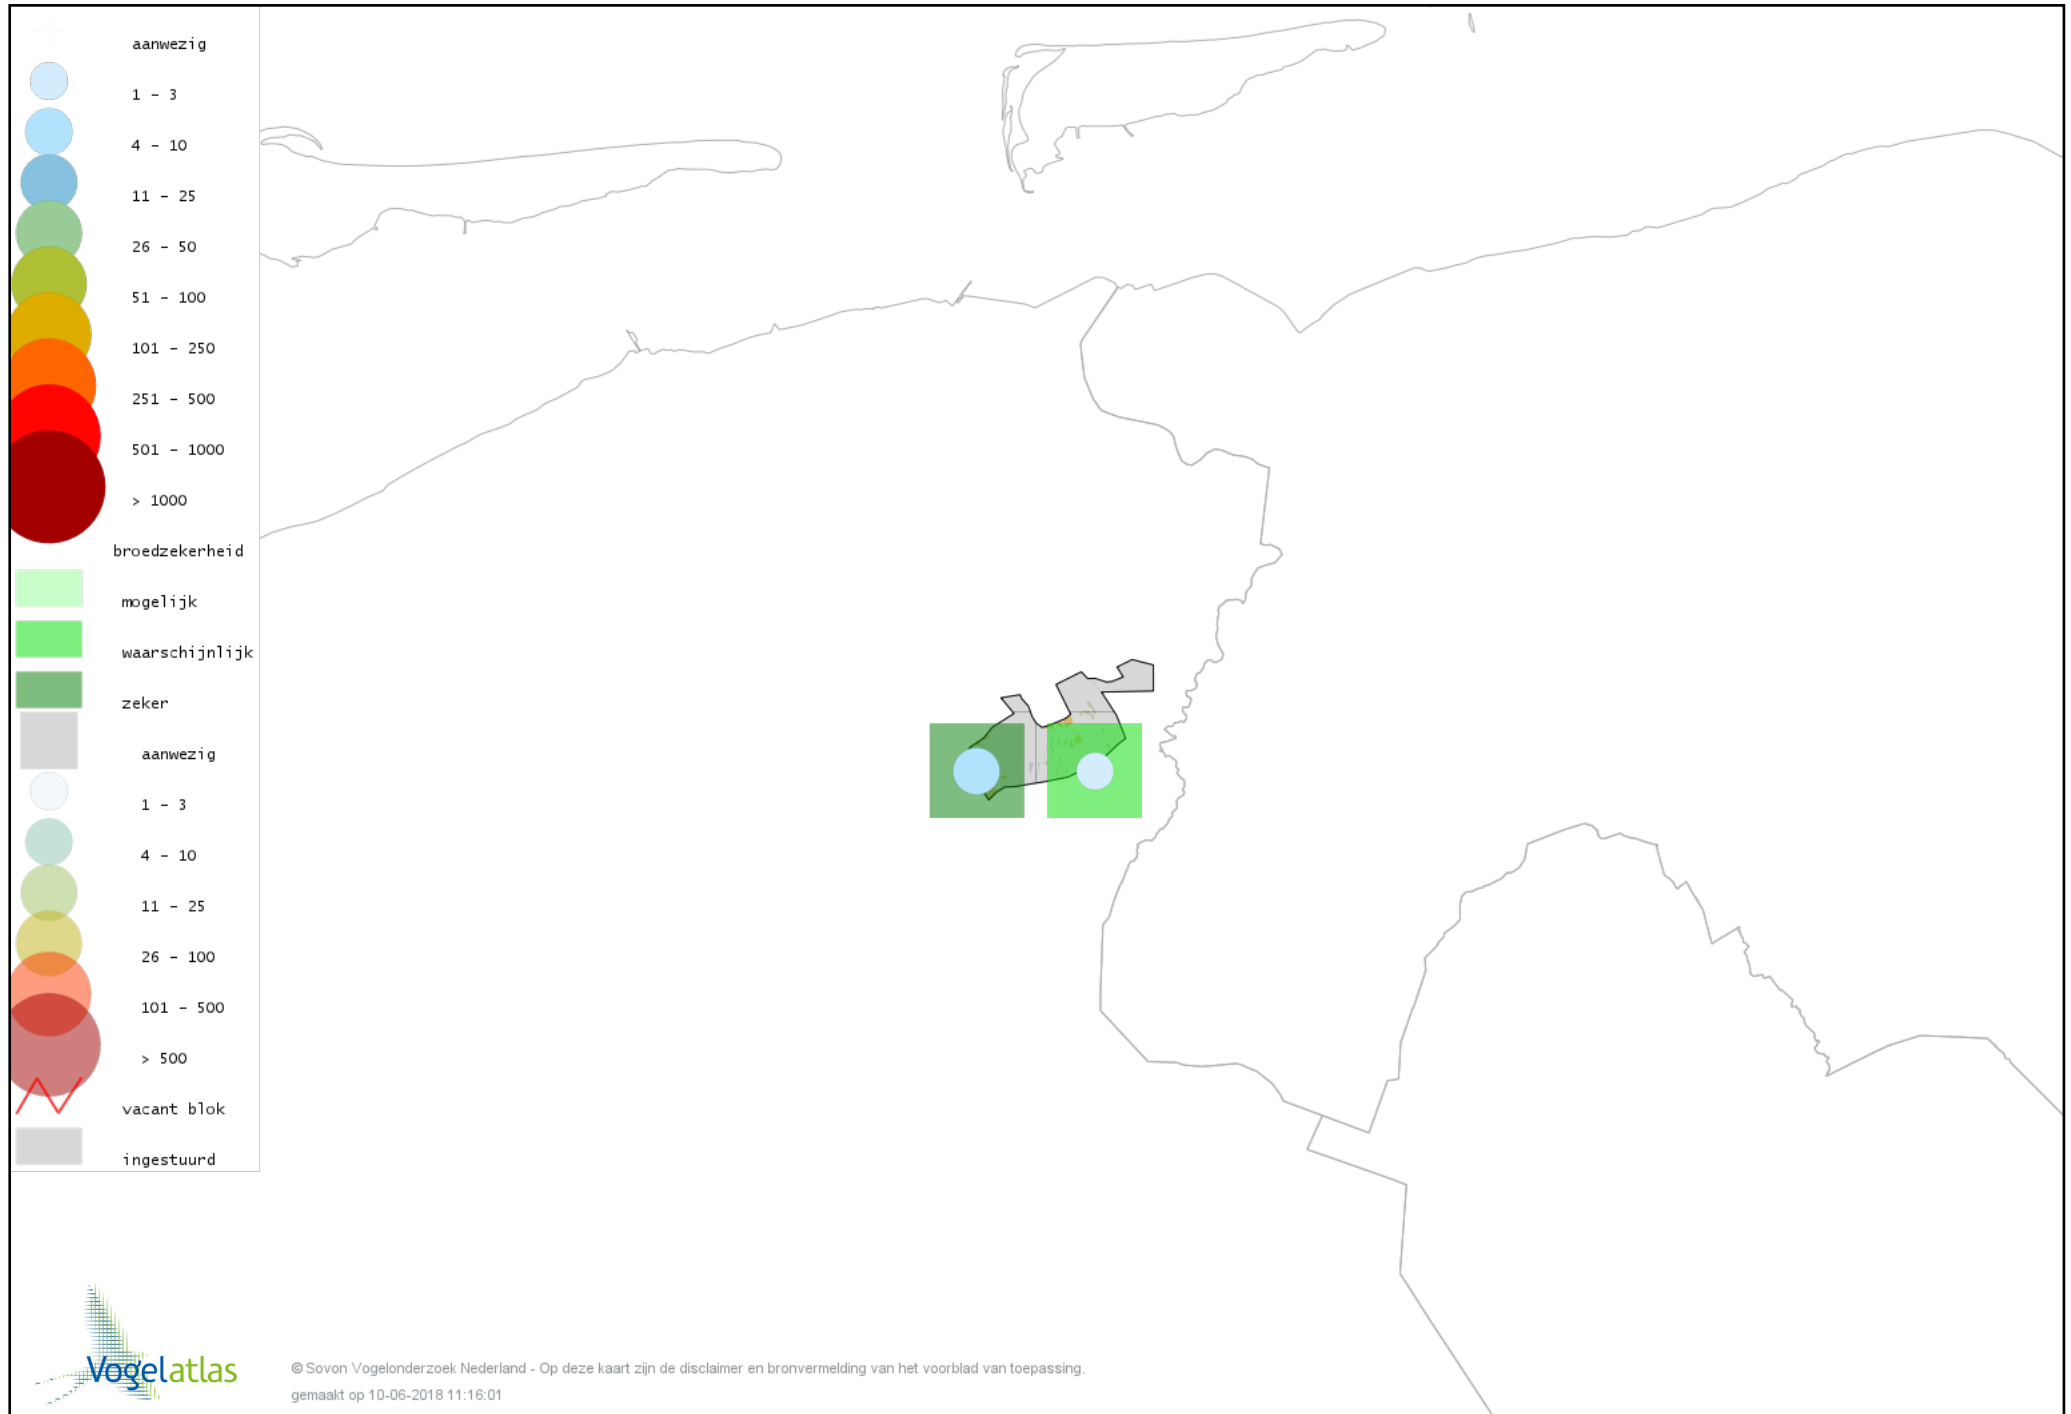 aanwezig
1 - 3
4 - 10
11 - 25
26 - 50
51 - 100
101 - 250
251 - 500
501 - 1000
> 1000
broedzekerheid
mogelijk
waarschijnlijk
zeker
aanwezig
1 - 3
4 - 10
11 - 25
26 - 100
101 - 500
> 500
vacant blok
ingestuurd
Vogelatlas
© Sovon Vogelonderzoek Nederland - Op deze kaart zijn de disclaimer en bronvermelding van het voorblad van toepassing.
gemaakt op 10-06-2018 11:16:01